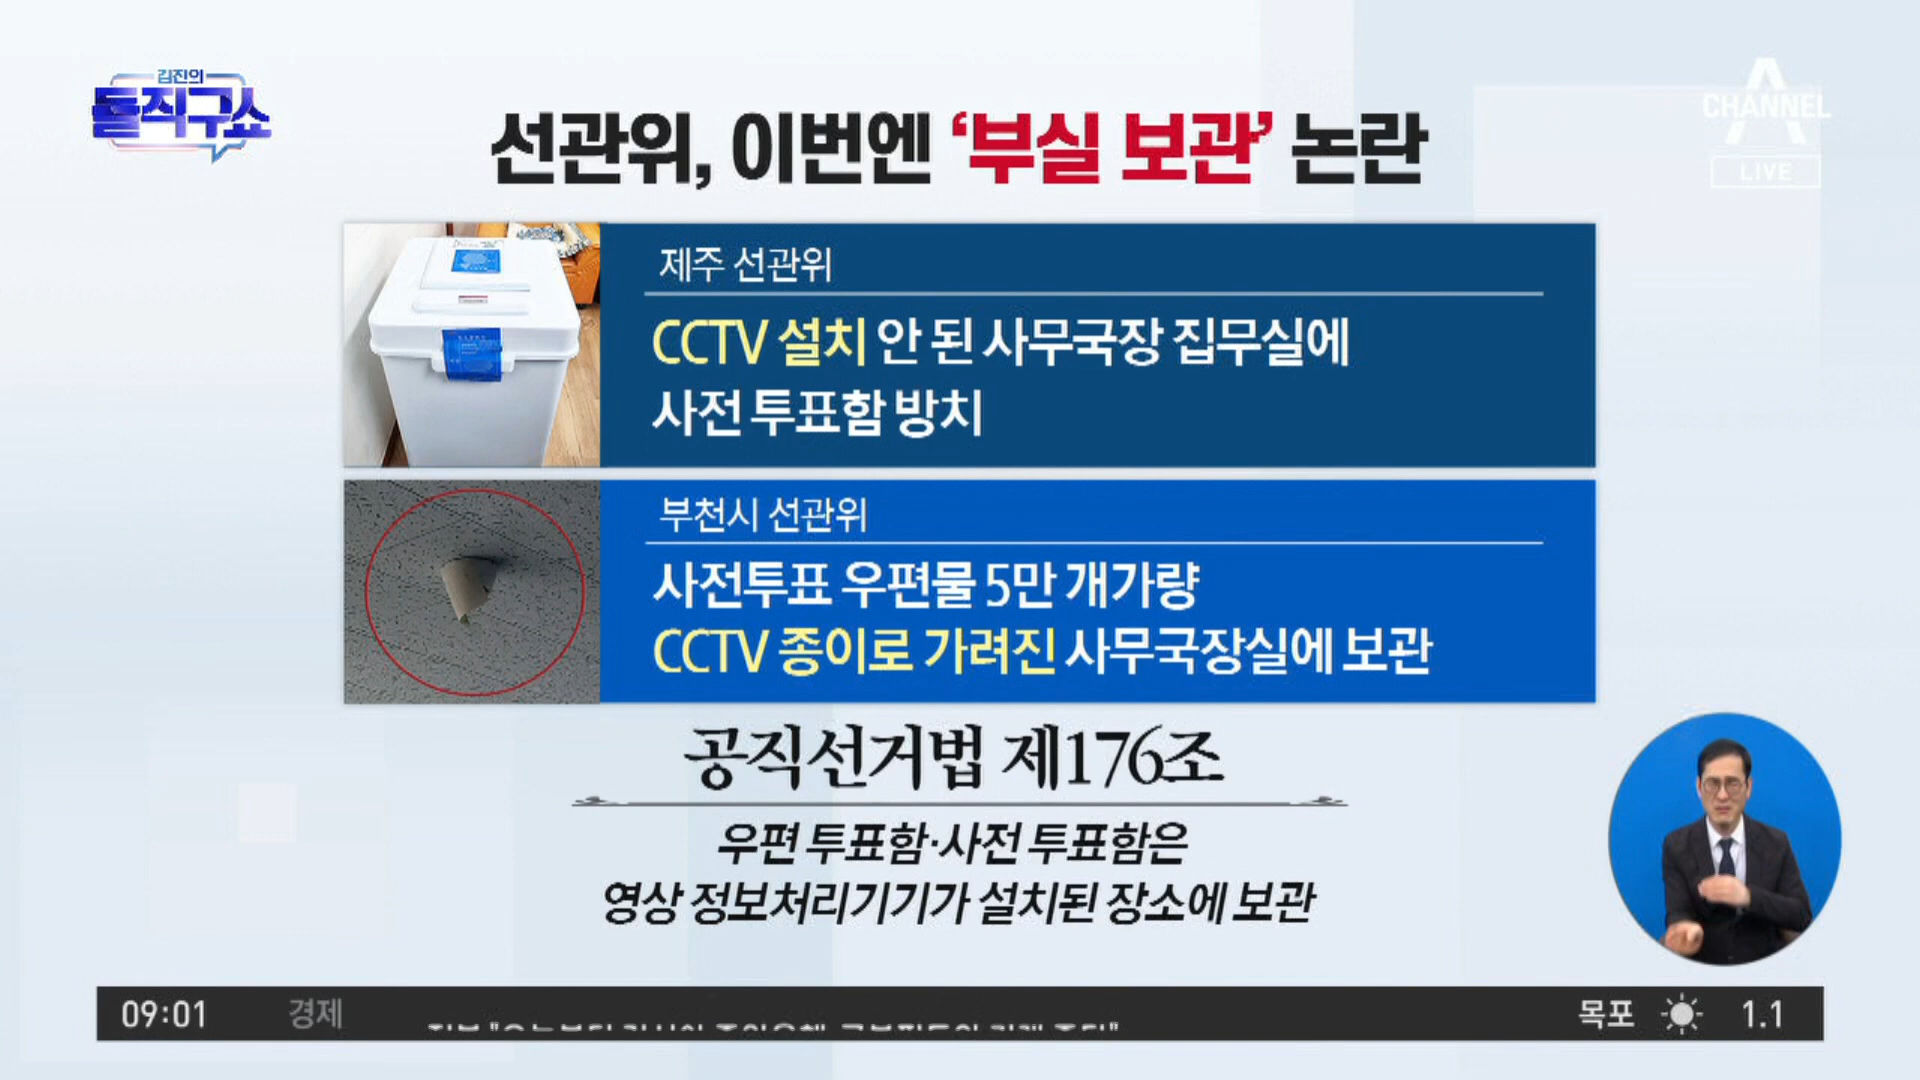 김진의
돌직구쇼
선관위, 이번엔 ‘부실 보관’ 논란
CHANNEL A
LIVE
제주 선관위
CCTV 설치 안 된 사무국장 집무실에
사전 투표함 방치
부천시 선관위
사전투표 우편물 5만 개가량
CCTV 종이로 가려진 사무국장실에 보관
공직선거법 제176조
우편 투표함·사전 투표함은
영상 정보처리기기가 설치된 장소에 보관
09:01
경제
목포
1.1